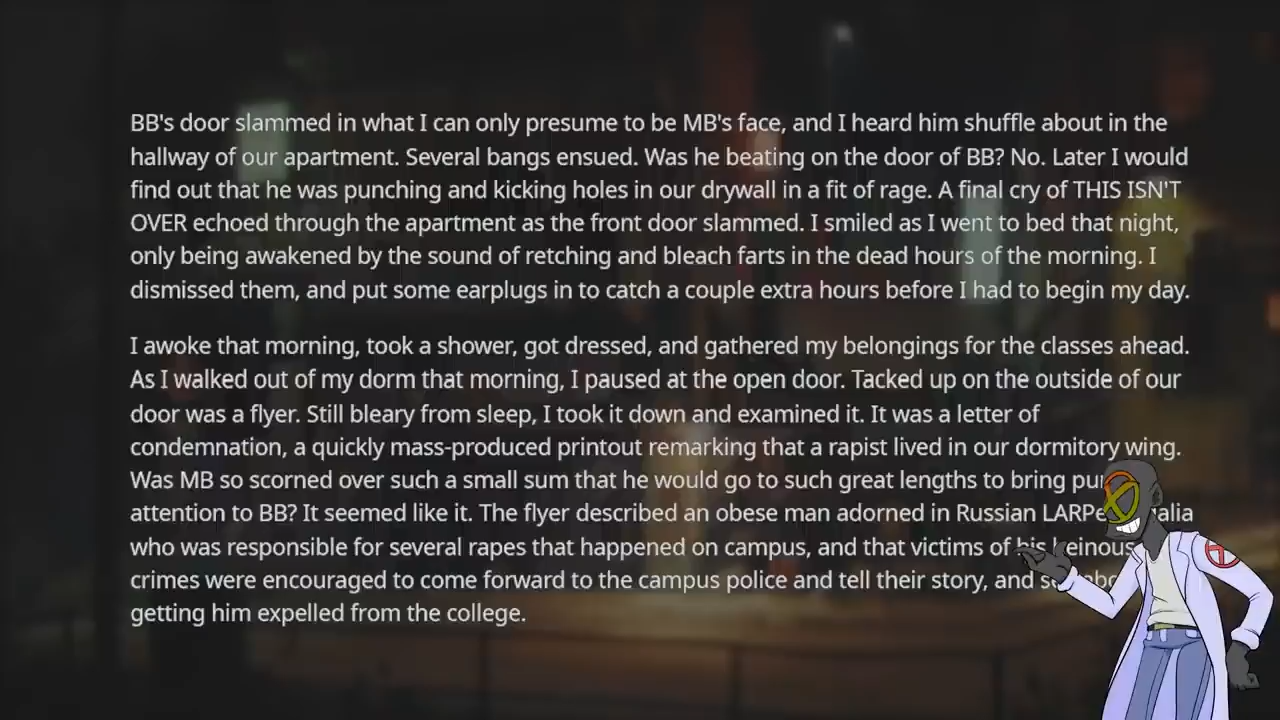 BB's door slammed in what I can only presume to be MB's face, and I heard him shuffle about in the
hallway of our apartment. Several bangs ensued. Was he beating on the door of BB? No. Later I would
find out that he was punching and kicking holes in our drywall in a fit of rage. A final cry of THIS ISN'T
OVER echoed through the apartment as the front door slammed. I smiled as I went to bed that night,
only being awakened by the sound of retching and bleach farts in the dead hours of the morning. I
dismissed them, and put some earplugs in to catch a couple extra hours before I had to begin my day.
I awoke that morning, took a shower, got dressed, and gathered my belongings for the classes ahead.
As I walked out of my dorm that morning, I paused at the open door. Tacked up on the outside of our
door was a flyer. Still bleary from sleep, I took it down and examined it. It was a letter of
condemnation, a quickly mass-produced printout remarking that a rapist lived in our dormitory wing.
Was MB so scorned over such a small sum that he would go to such great lengths to bring
attention to BB? It seemed like it. The flyer described an obese man adorned in Russian
who was responsible for several rapes that happened on campus, and that victims of his heinous
crimes were encouraged to come forward to the campus police and tell their story, and
getting him expelled from the college.